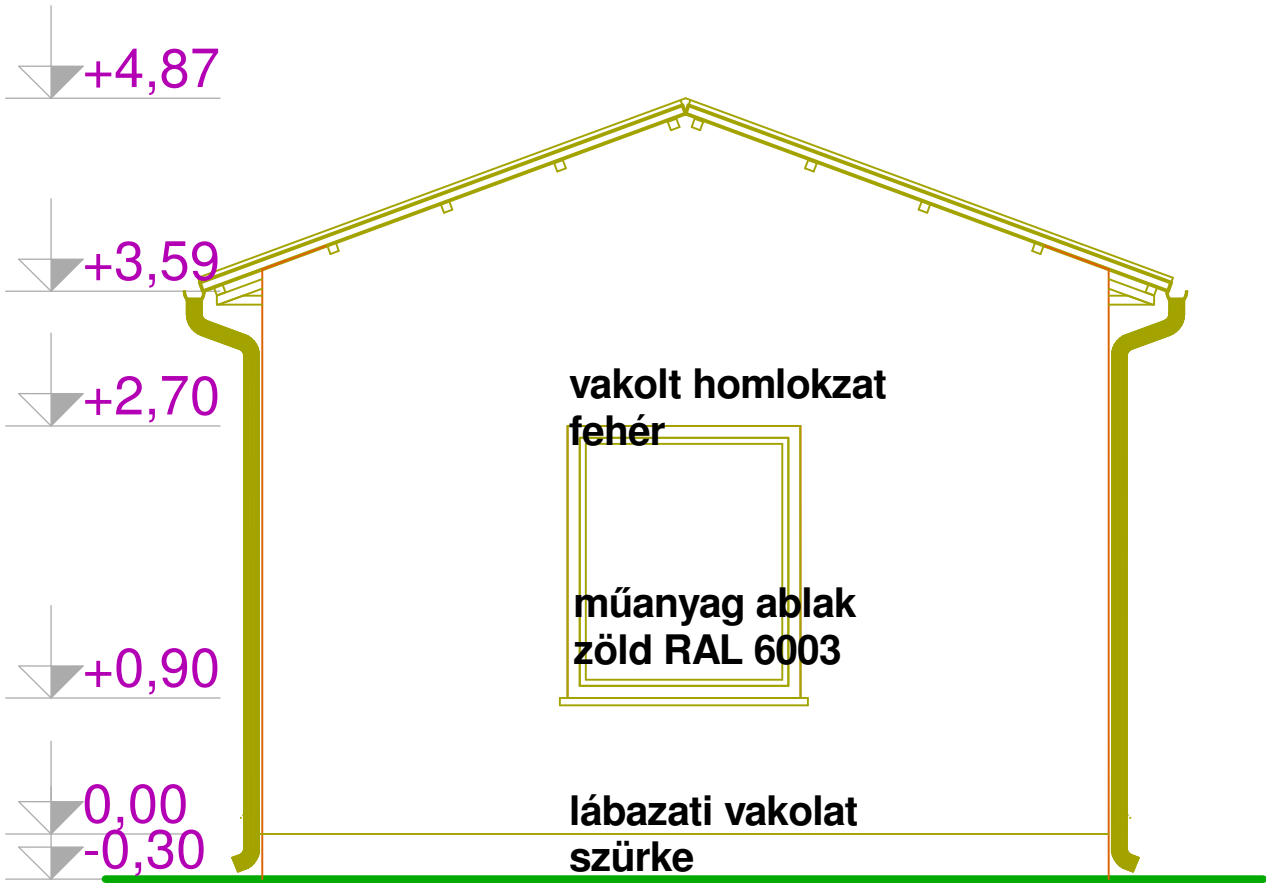 +4,87
+3,59
+2,70
vakolt homlokzat
fehér
műanyag ablak
zöld RAL 6003
+0,90
0,00
lábazati vakolat
-0,30
szürke